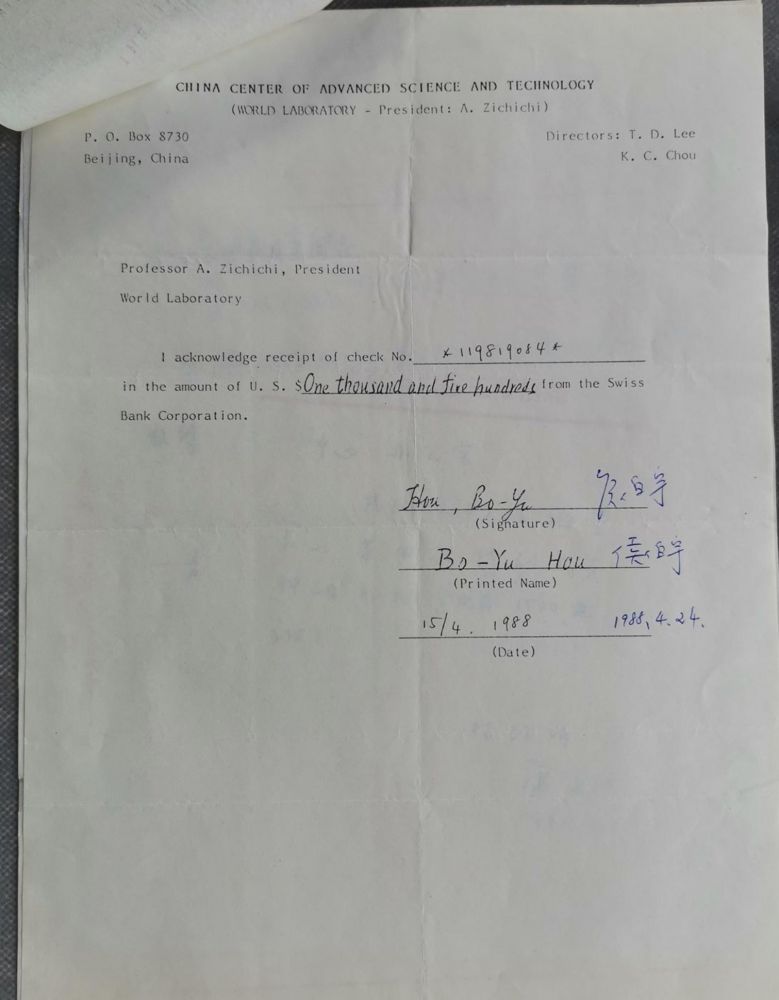 CHINA CENTER OF ADVANCED SCIENCE AND TECHNOLOGY
(WORLD LABORATORY - President: A. Zichichi)
P. O. Box 8730 Directors: T. D. Lee
Beijing, China K. C. Chou
Professor A. Zichichi, President
World Laboratory
I acknowledge receipt of check No. *119819084*
in the amount of U. S. $One thousand and five hundreds from the Swiss
Bank Corporation.
Hou, Bo-Yu 侯伯宇
(Signature)
Bo-Yu Hou 侯伯宇
(Printed Name)
15/4. 1988 1988, 4. 24.
(Date)